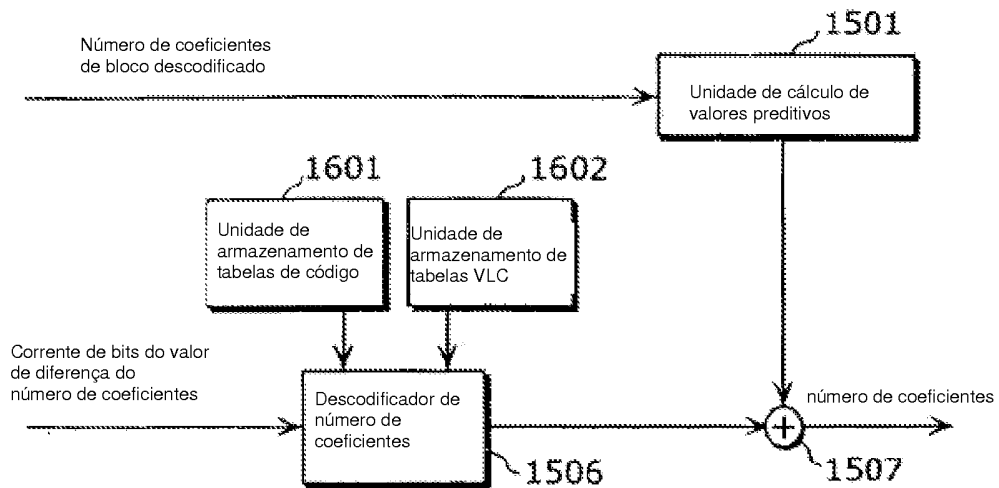 1501
Número de coeficientes
de bloco descodificado
Unidade de cálculo de
valores preditivos
1601
1602
Unidade de
armazenamento de
tabelas de código
Unidade de
armazenamento de
tabelas VLC
Corrente de bits do valor
de diferença do
número de coeficientes
Descodificador de
número de
coeficientes
número de coeficientes
+
1506
1507